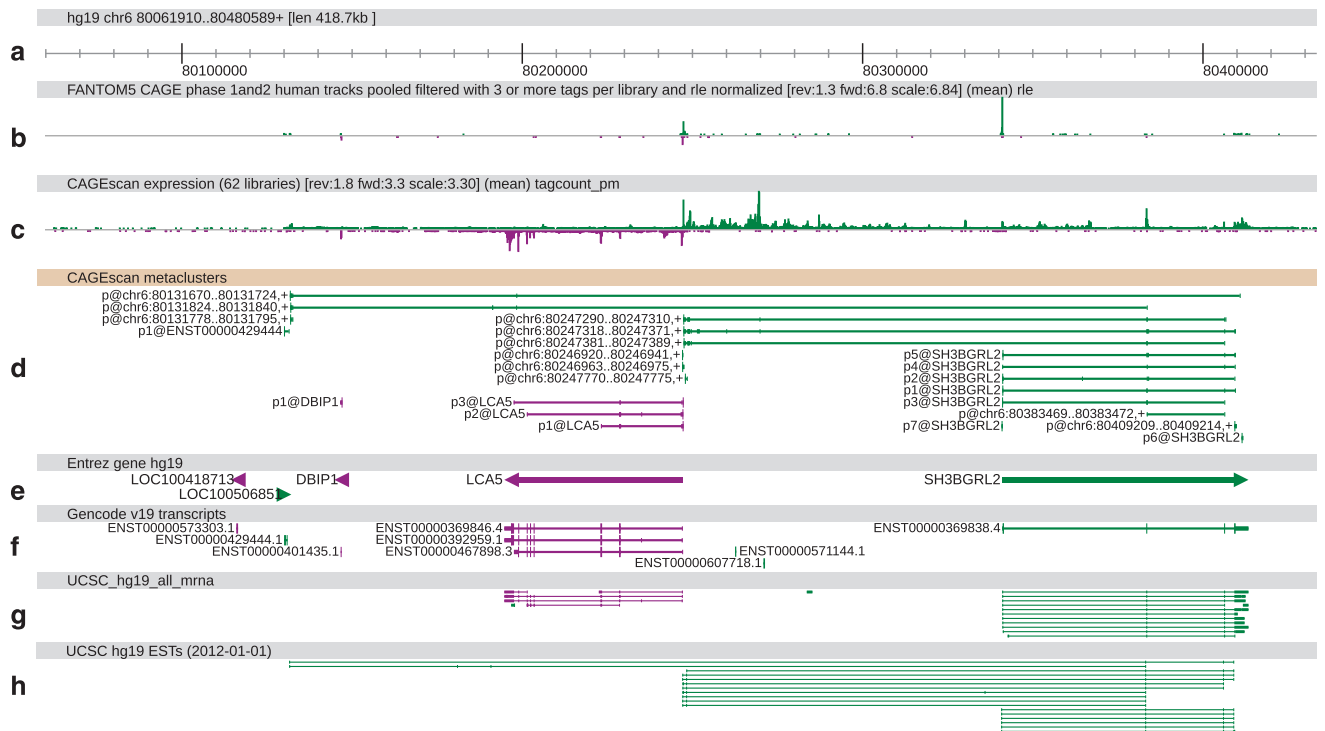 hg19 chr6 80061910..80480589+ [len 418.7kb ]
a
80100000 80200000 80300000 80400000
FANTOM5 CAGE phase 1and2 human tracks pooled filtered with 3 or more tags per library and rle normalized [rev:1.3 fwd:6.8 scale:6.84] (mean) rle
b
CAGEscan expression (62 libraries) [rev:1.8 fwd:3.3 scale:3.30] (mean) tagcount_pm
c
CAGEscan metaclusters
d
p@chr6:80131670..80131724,+
p@chr6:80131824..80131840,+
p@chr6:80131778..80131795,+ p@chr6:80247290..80247310,+
p1@ENST00000429444 p@chr6:80247318..80247371,+
p@chr6:80247381..80247389,+
p@chr6:80246920..80246941,+ p5@SH3BGRL2
p@chr6:80246963..80246975,+ p4@SH3BGRL2
p@chr6:80247770..80247775,+ p2@SH3BGRL2
p1@SH3BGRL2
p1@DBIP1 p3@LCA5 p3@SH3BGRL2
p2@LCA5 p@chr6:80383469..80383472,+
p1@LCA5 p7@SH3BGRL2 p@chr6:80409209..80409214,+
p6@SH3BGRL2
Entrez gene hg19
e
LOC100418713 DBIP1 LCA5 SH3BGRL2
LOC100506851
Gencode v19 transcripts
f
ENST00000573303.1 ENST00000369846.4 ENST00000369838.4
ENST00000429444.1 ENST00000392959.1
ENST00000401435.1 ENST00000467898.3 ENST00000571144.1
ENST00000607718.1
UCSC_hg19_all_mrna
g
UCSC hg19 ESTs (2012-01-01)
h